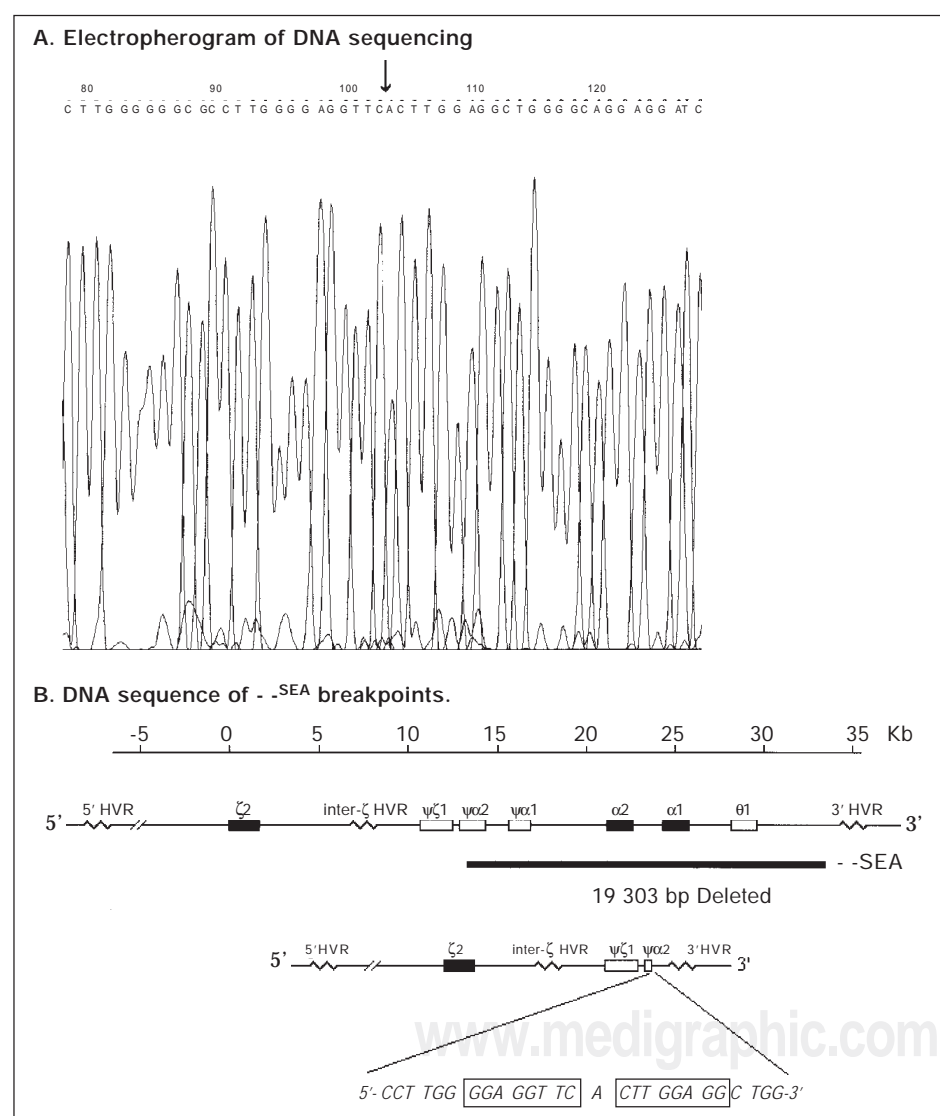 A. Electropherogram of DNA sequencing
80 90 100 110 120
C T T G G G G G G C G C C T T G G G G A G G T T C A C T T G G A G G C T G G G G C A G G A G G A T C
B. DNA sequence of - -SEA breakpoints.
-5 0 5 10 15 20 25 30 35 Kb
5' HVR ζ2 inter-ζ HVR ψζ1 ψα2 ψα1 α2 α1 θ1 3' HVR
5' 3'
- -SEA
19 303 bp Deleted
5'HVR ζ2 inter-ζ HVR ψζ1 ψα2 3'HVR
5' 3'
www.medigraphic.com
5'- CCT TGG GGA GGT TC A CTT GGA GG C TGG-3'